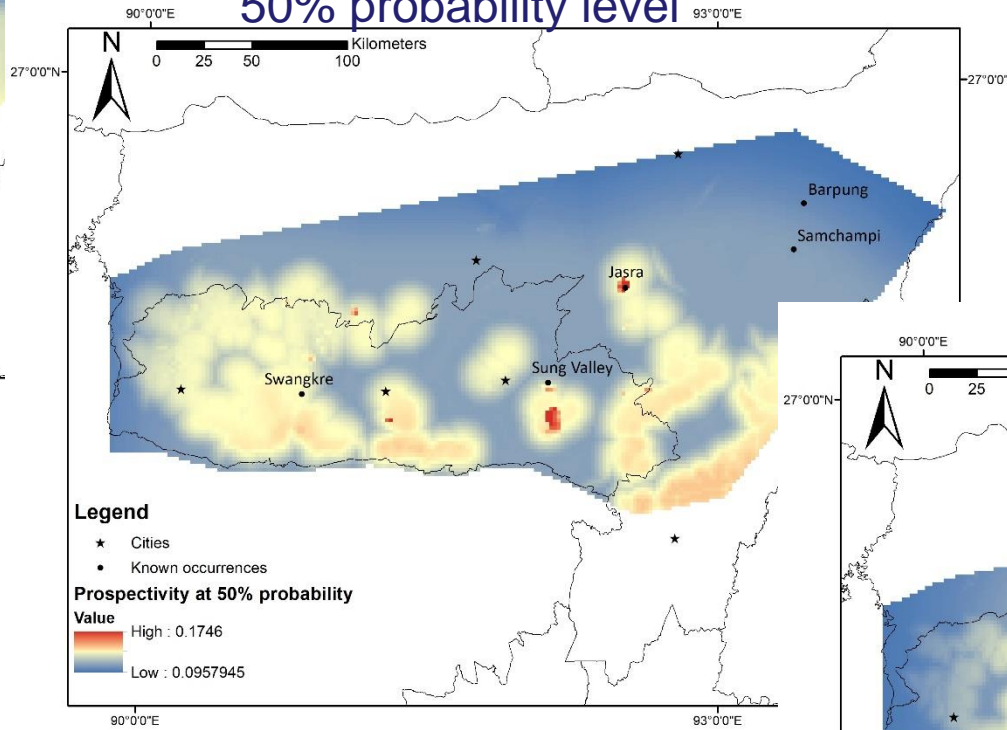 50% probability level
90°0'0"E 93°0'0"E
N
Kilometers
0 25 50 100
27°0'0"N
27°0'0"
Barpung
Samchampi
Jasra
Sung Valley
Swangkre
Legend
Cities
Known occurrences
Prospectivity at 50% probability
Value
High : 0.1746
Low : 0.0957945
90°0'0"E 93°0'0"E
90°0'0"E
N
0 25
27°0'0"N